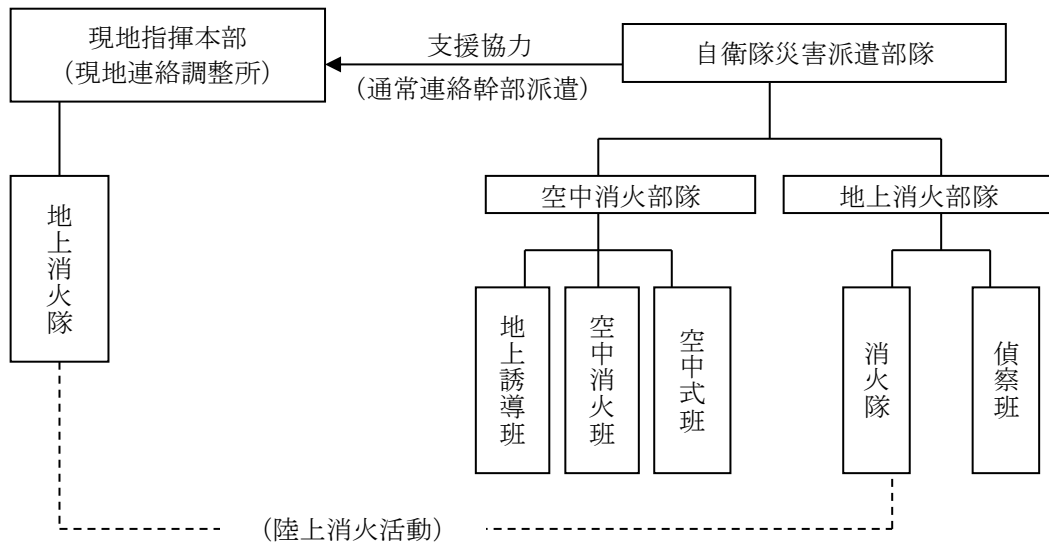 現地指揮本部
（現地連絡調整所）
支援協力
（通常連絡幹部派遣）
自衛隊災害派遣部隊
地上消火隊
空中消火部隊
地上消火部隊
地上誘導班
空中消火班
空中式班
消火隊
偵察班
（陸上消火活動）